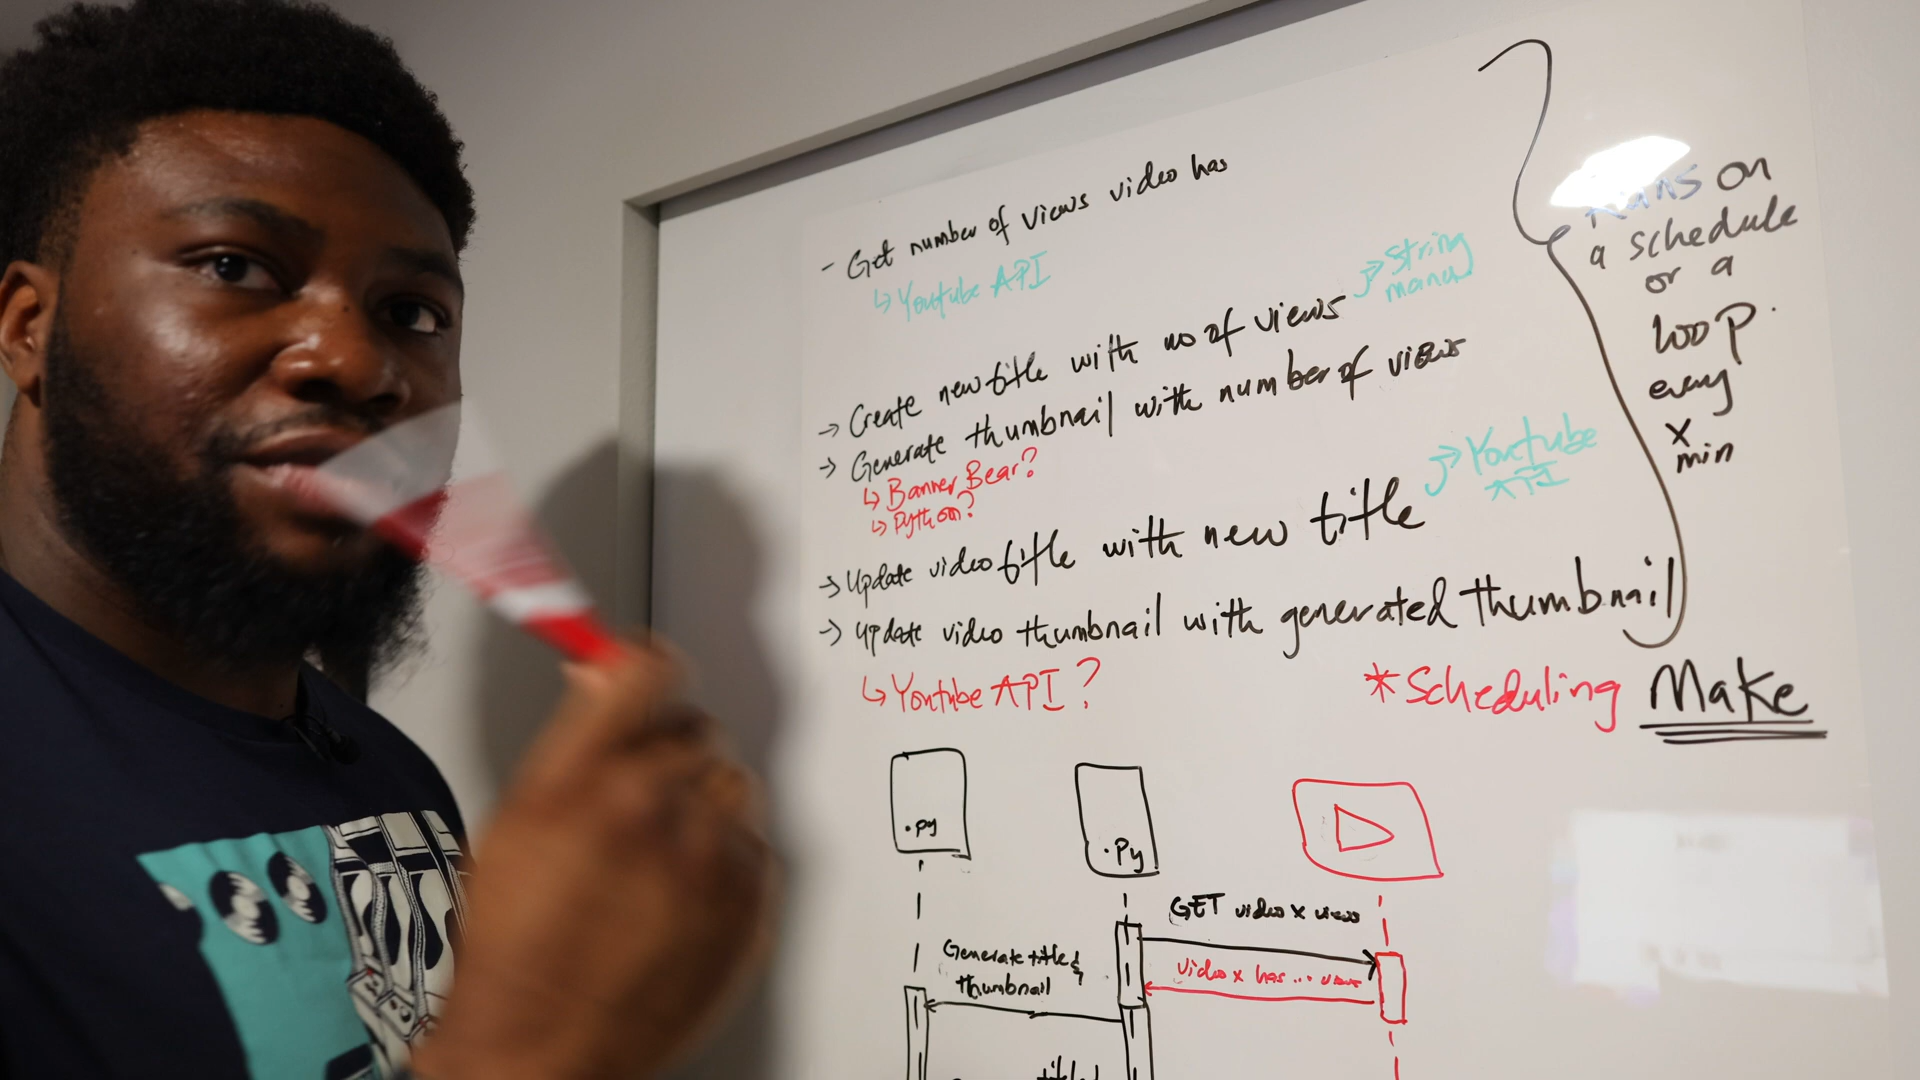 - Get number of views video has
↳ Youtube API
→ Create new title with no of views
→ String
→ Generate thumbnail with number of views
↳ Banner Bear?
↳ Python?
→ Update video title with new title
→ Youtube
API
→ Update video thumbnail with generated thumbnail
↳ Youtube API?
Runs on
a schedule
or a
loop.
every
x
min
*Scheduling Make
.py
.Py
GET video x views
Generate title &
thumbnail
video x has ... views